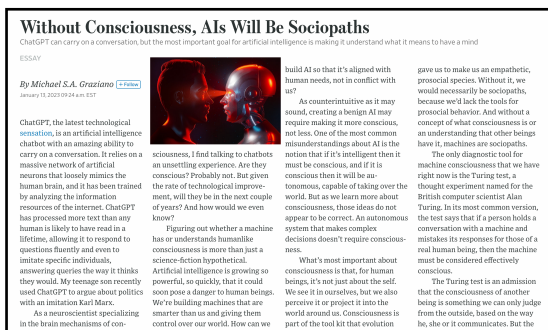 Without Consciousness, AIs Will Be Sociopaths
ChatGPT can carry on a conversation, but the most important goal for artificial intelligence is making it understand what it means to have a mind
ESSAY
By Michael S.A. Graziano + Follow
January 13, 2023 09:24 a.m. EST
ChatGPT, the latest technological
sensation, is an artificial intelligence
chatbot with an amazing ability to
carry on a conversation. It relies on a
massive network of artificial
neurons that loosely mimics the
human brain, and it has been trained
by analyzing the information
resources of the internet. ChatGPT
has processed more text than any
human is likely to have read in a
lifetime, allowing it to respond to
questions fluently and even to
imitate specific individuals,
answering queries the way it thinks
they would. My teenage son recently
used ChatGPT to argue about politics
with an imitation Karl Marx.
As a neuroscientist specializing
in the brain mechanisms of con-
sciousness, I find talking to chatbots
an unsettling experience. Are they
conscious? Probably not. But given
the rate of technological improve-
ment, will they be in the next couple
of years? And how would we even
know?
Figuring out whether a machine
has or understands humanlike
consciousness is more than just a
science-fiction hypothetical.
Artificial intelligence is growing so
powerful, so quickly, that it could
soon pose a danger to human beings.
We're building machines that are
smarter than us and giving them
control over our world. How can we
build AI so that it's aligned with
human needs, not in conflict with
us?
As counterintuitive as it may
sound, creating a benign AI may
require making it more conscious,
not less. One of the most common
misunderstandings about AI is the
notion that if it's intelligent then it
must be conscious, and if it is
conscious then it will be au-
tonomous, capable of taking over the
world. But as we learn more about
consciousness, those ideas do not
appear to be correct. An autonomous
system that makes complex
decisions doesn't require conscious-
ness.
What's most important about
consciousness is that, for human
beings, it's not just about the self.
We see it in ourselves, but we also
perceive it or project it into the
world around us. Consciousness is
part of the tool kit that evolution
gave us to make us an empathetic,
prosocial species. Without it, we
would necessarily be sociopaths,
because we'd lack the tools for
prosocial behavior. And without a
concept of what consciousness is or
an understanding that other beings
have it, machines are sociopaths.
The only diagnostic tool for
machine consciousness that we have
right now is the Turing test, a
thought experiment named for the
British computer scientist Alan
Turing. In its most common version,
the test says that if a person holds a
conversation with a machine and
mistakes its responses for those of a
real human being, then the machine
must be considered effectively
conscious.
The Turing test is an admission
that the consciousness of another
being is something we can only judge
from the outside, based on the way
he, she or it communicates. But the